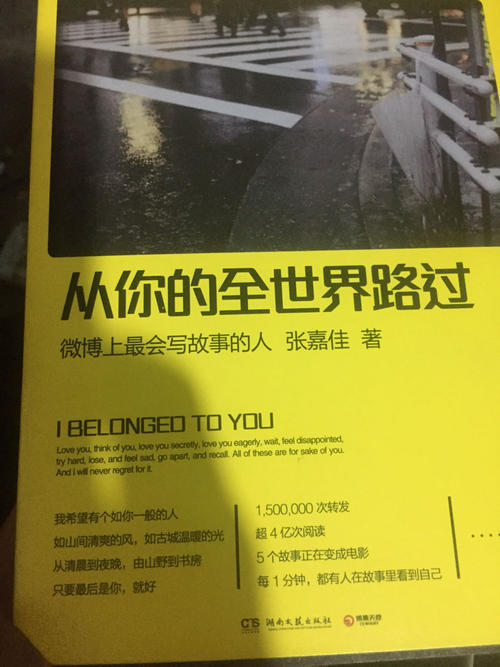 从你的全世界路过
微博上最会写故事的人 张嘉佳 著
I BELONGED TO YOU
Love you, think of you, love you secretly, love you eagerly, wait, feel disappointed,
try hard, lose, and feel sad, go apart, and recall. All of these are for sake of you.
And I will never regret for it.
我希望有个如你一般的人
如山间清爽的风，如古城温暖的光
从清晨到夜晚，由山野到书房
只要最后是你，就好
1,500,000 次转发
超 4 亿次阅读
5 个故事正在变成电影
每 1 分钟，都有人在故事里看到自己
湖南文艺出版社
博集天卷